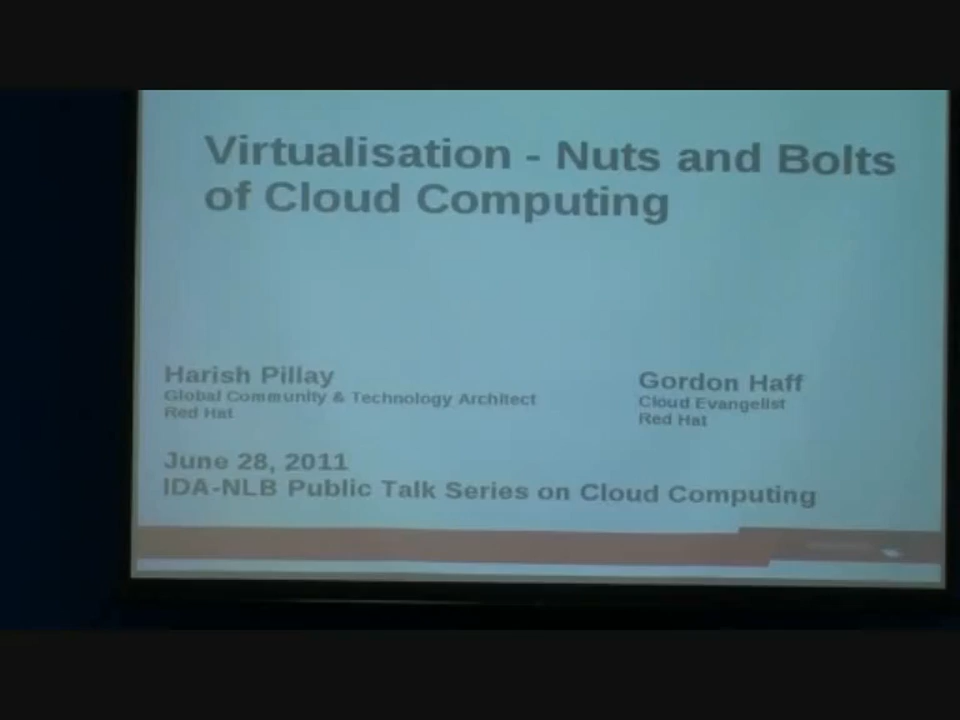 Virtualisation - Nuts and Bolts
of Cloud Computing
Harish Pillay
Global Community & Technology Architect
Red Hat
Gordon Haff
Cloud Evangelist
Red Hat
June 28, 2011
IDA-NLB Public Talk Series on Cloud Computing